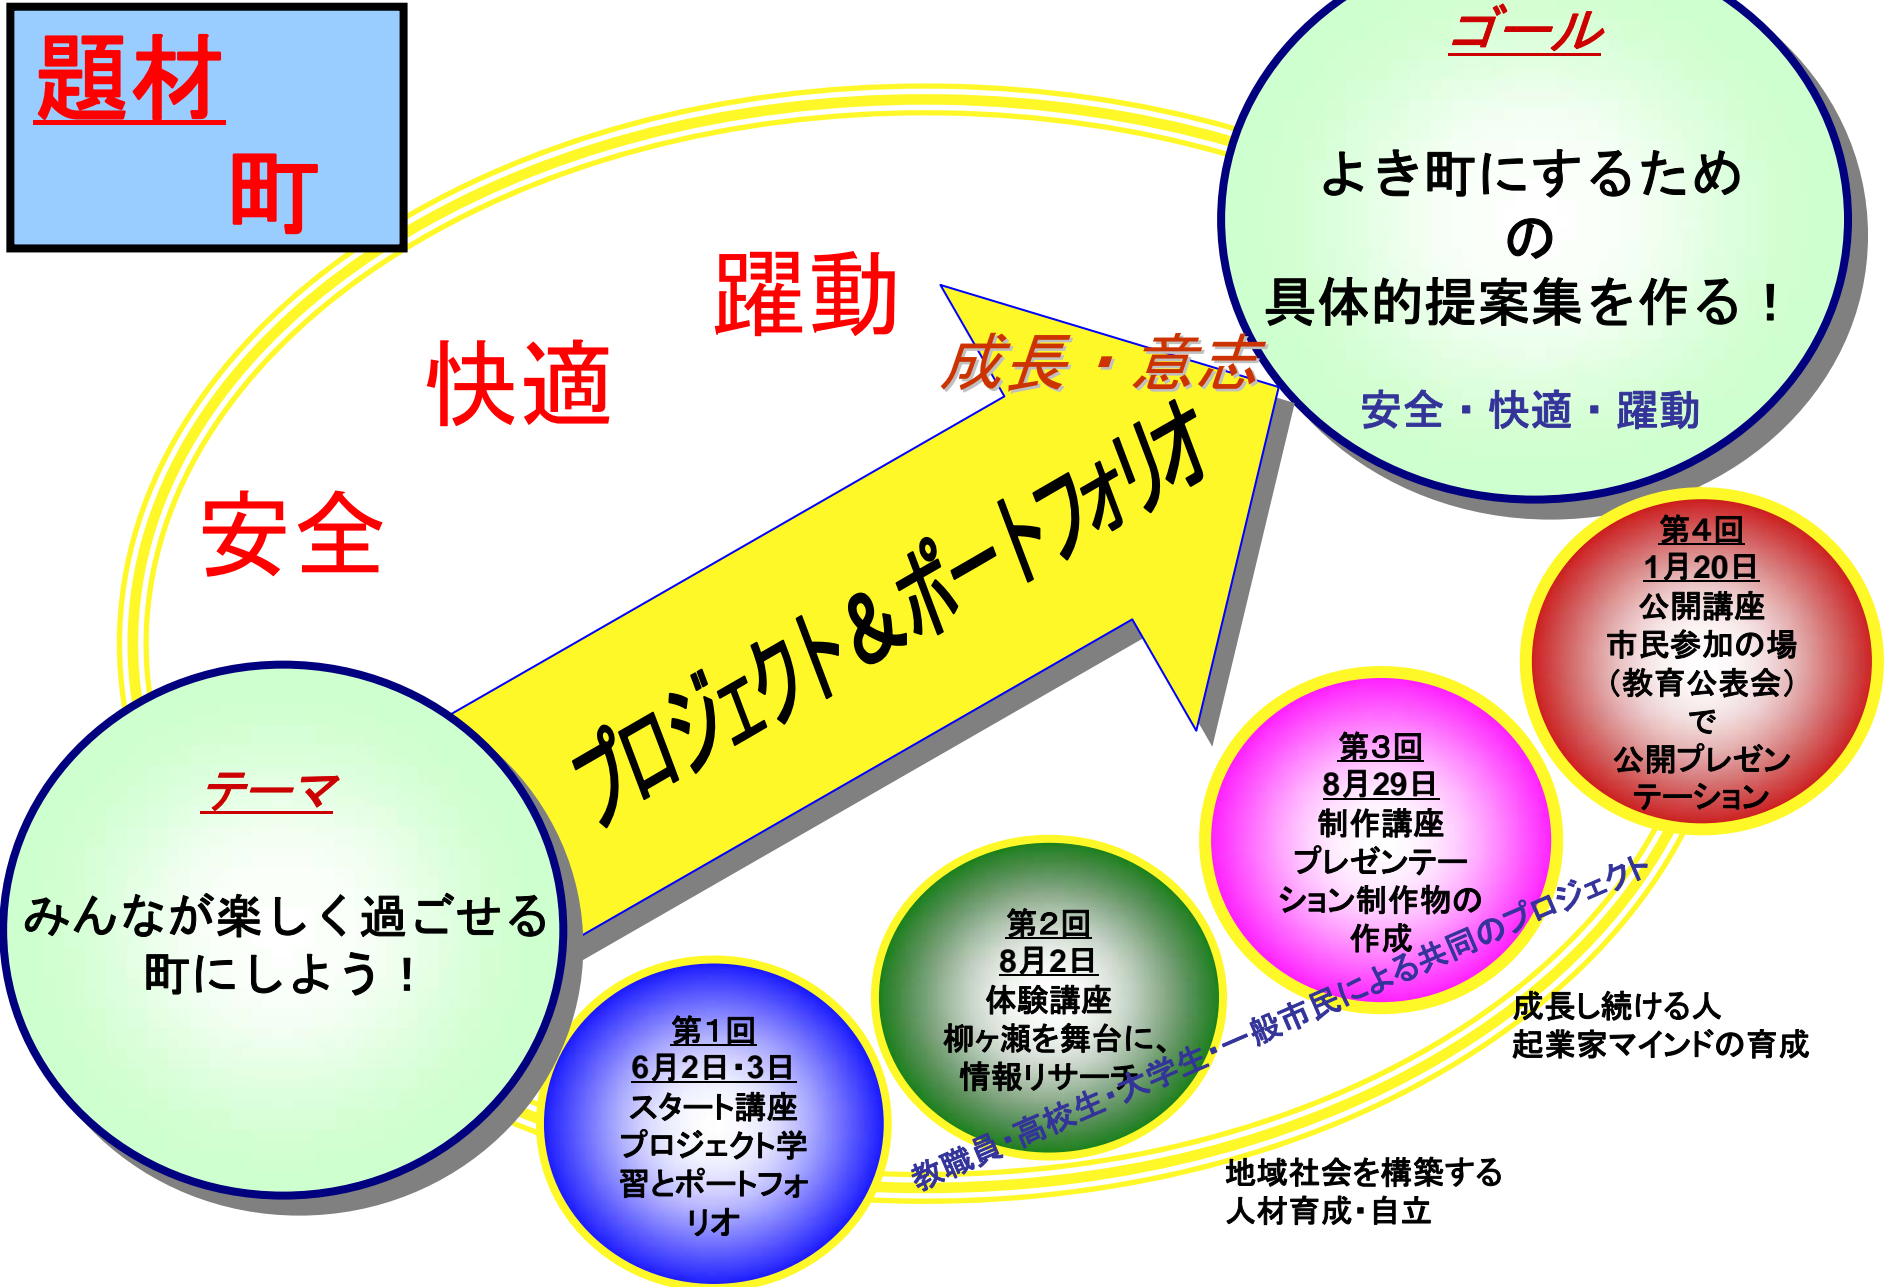 題材
町
ゴール
よき町にするため
の
具体的提案集を作る！
安全・快適・躍動
躍動
快適
安全
成長・意志
プロジェクト＆ポートフォリオ
テーマ
みんなが楽しく過ごせる
町にしよう！
第１回
6月2日・3日
スタート講座
プロジェクト学
習とポートフォ
リオ
第２回
8月2日
体験講座
柳ヶ瀬を舞台に、
情報リサーチ
第３回
8月29日
制作講座
プレゼンテー
ション制作物の
作成
第４回
1月20日
公開講座
市民参加の場
（教育公表会）
で
公開プレゼン
テーション
教職員・高校生・大学生・一般市民による共同のプロジェクト
成長し続ける人
起業家マインドの育成
地域社会を構築する
人材育成・自立